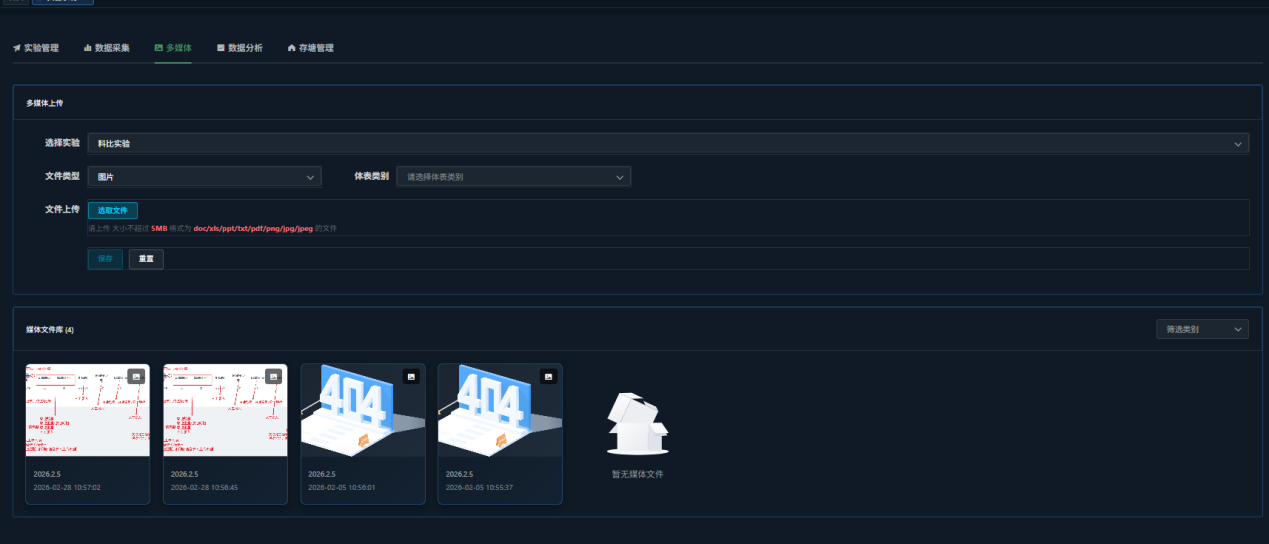 实验管理 数据采集 多媒体 数据分析 存塘管理
多媒体上传
选择实验 科比实验
文件类型 图片 体表类别 请选择体表类别
文件上传 选取文件
请上传 大小不超过 5MB 格式为 doc/xls/ppt/txt/pdf/png/jpg/jpeg 的文件
保存 重置
媒体文件库 (4) 筛选类别
404 404
2026.2.5 2026.2.5 2026.2.5 2026.2.5
2026-02-28 10:57:02 2026-02-28 10:56:45 2026-02-05 10:56:01 2026-02-05 10:55:37
暂无媒体文件